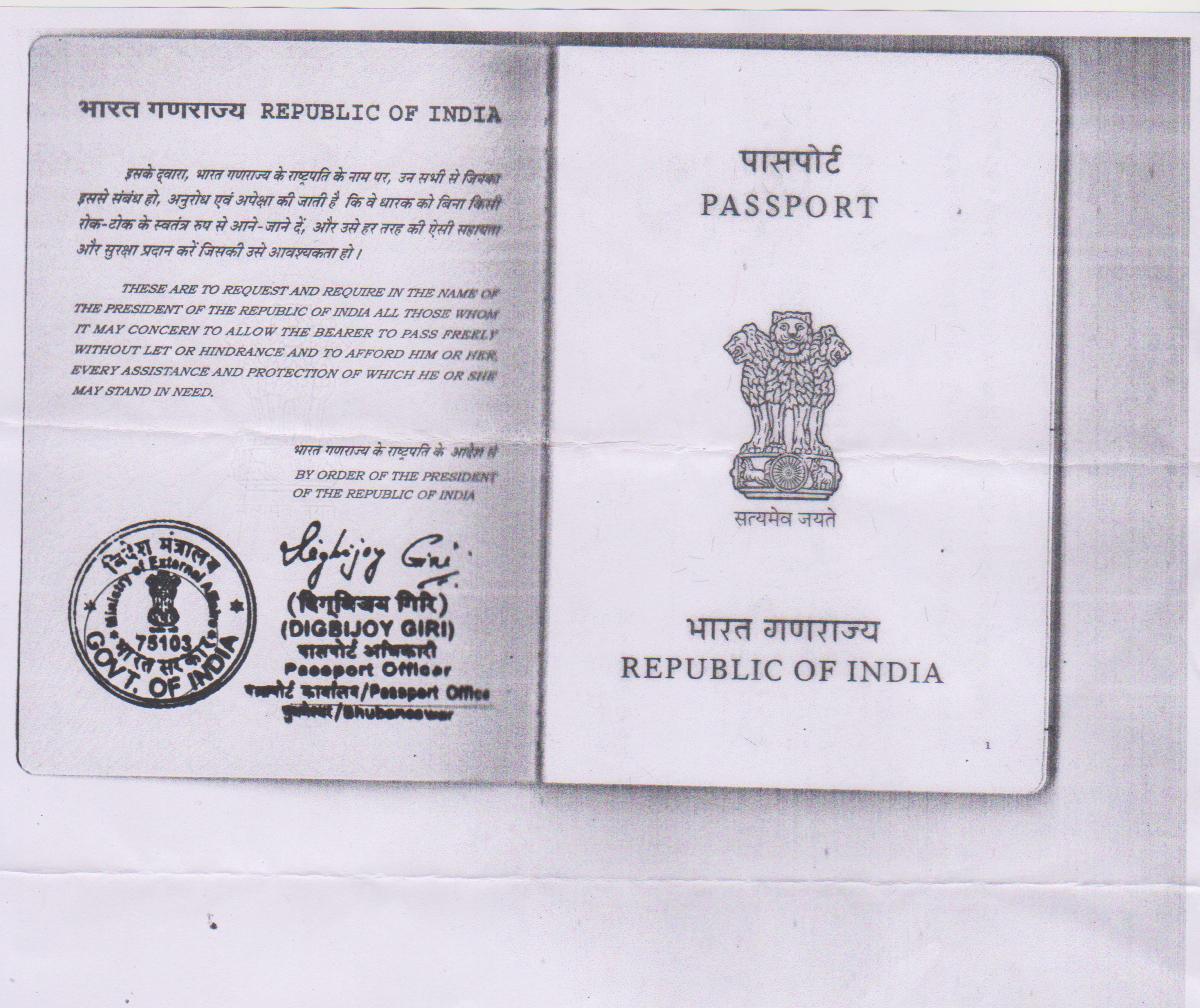 भारत गणराज्य REPUBLIC OF INDIA
इसके द्वारा, भारत गणराज्य के राष्ट्रपति के नाम पर, उन सभी से जिनका
इससे संबंध हो, अनुरोध एवं अपेक्षा की जाती है कि वे धारक को बिना किसी
रोक-टोक के स्वतंत्र रुप से आने-जाने दें, और उसे हर तरह की ऐसी सहायता
और सुरक्षा प्रदान करें जिसकी उसे आवश्यकता हो।
THESE ARE TO REQUEST AND REQUIRE IN THE NAME OF
THE PRESIDENT OF THE REPUBLIC OF INDIA ALL THOSE WHOM
IT MAY CONCERN TO ALLOW THE BEARER TO PASS FREELY
WITHOUT LET OR HINDRANCE AND TO AFFORD HIM OR HER,
EVERY ASSISTANCE AND PROTECTION OF WHICH HE OR SHE
MAY STAND IN NEED.
भारत गणराज्य के राष्ट्रपति के आदेश से
BY ORDER OF THE PRESIDENT
OF THE REPUBLIC OF INDIA
विदेश मंत्रालय
Ministry of External Affairs
75103
भारत सरकार
GOVT. OF INDIA
Digbijoy Giri
(दिग्विजय गिरि)
(DIGBIJOY GIRI)
पासपोर्ट अधिकारी
Passport Officer
पासपोर्ट कार्यालय/Passport Office
/Bhubaneswar
पासपोर्ट
PASSPORT
सत्यमेव जयते
भारत गणराज्य
REPUBLIC OF INDIA
1